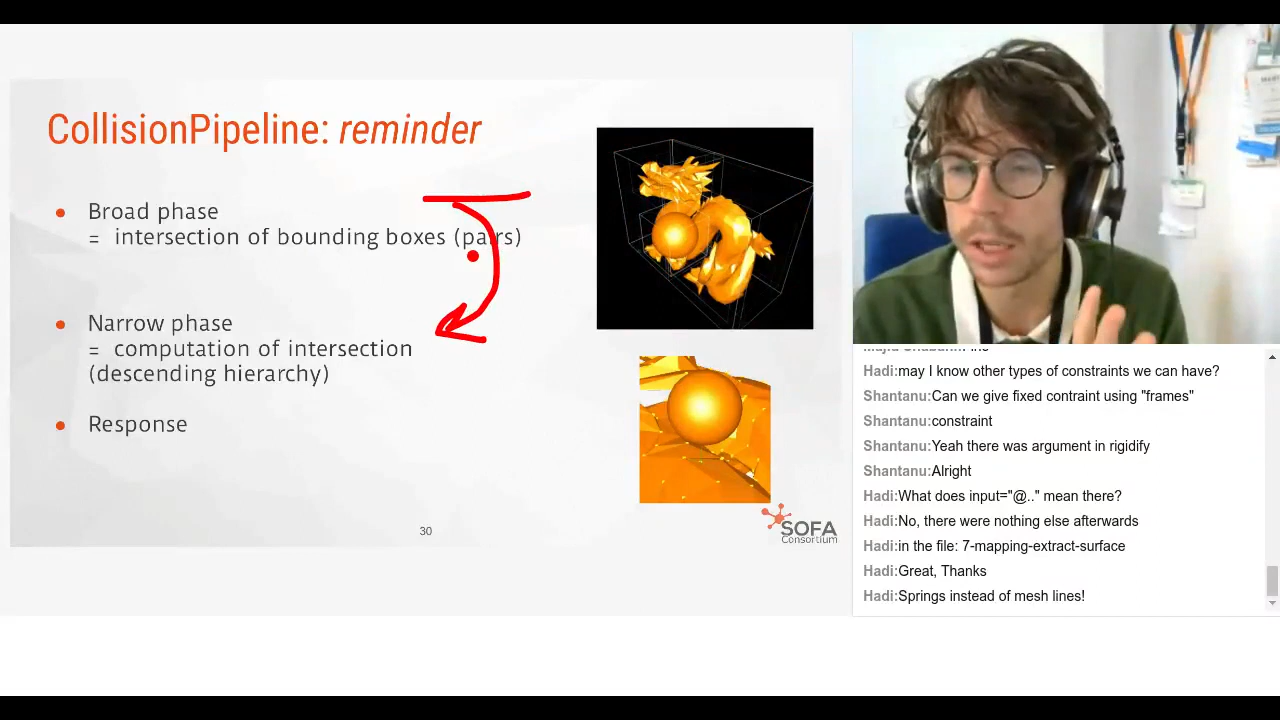 CollisionPipeline: reminder
• Broad phase
= intersection of bounding boxes (pairs)
• Narrow phase
= computation of intersection
(descending hierarchy)
• Response
30
SOFA
Consortium
Hadi:may I know other types of constraints we can have?
Shantanu:Can we give fixed contraint using "frames"
Shantanu:constraint
Shantanu:Yeah there was argument in rigidify
Shantanu:Alright
Hadi:What does input="@.." mean there?
Hadi:No, there were nothing else afterwards
Hadi:in the file: 7-mapping-extract-surface
Hadi:Great, Thanks
Hadi:Springs instead of mesh lines!